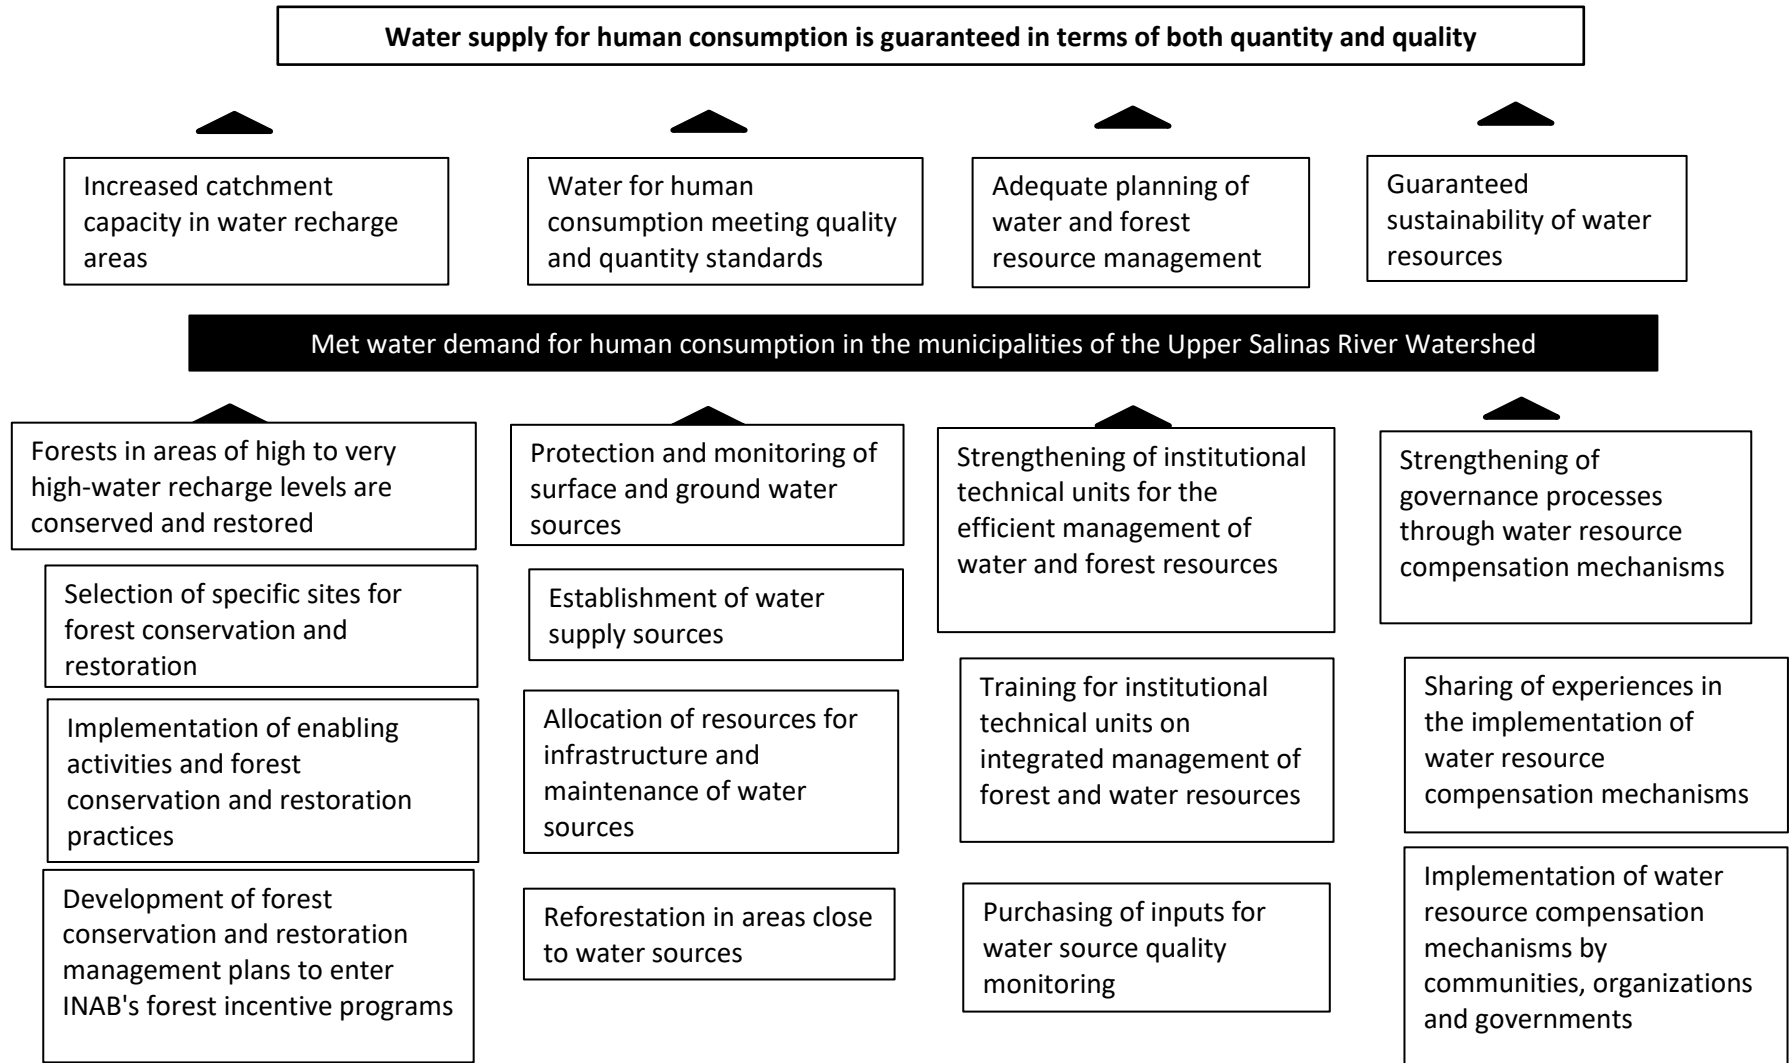 Water supply for human consumption is guaranteed in terms of both quantity and quality
Increased catchment
capacity in water recharge
areas
Water for human
consumption meeting quality
and quantity standards
Adequate planning of
water and forest
resource management
Guaranteed
sustainability of water
resources
Met water demand for human consumption in the municipalities of the Upper Salinas River Watershed
Forests in areas of high to very
high-water recharge levels are
conserved and restored
Protection and monitoring of
surface and ground water
sources
Strengthening of institutional
technical units for the
efficient management of
water and forest resources
Strengthening of
governance processes
through water resource
compensation mechanisms
Selection of specific sites for
forest conservation and
restoration
Establishment of water
supply sources
Training for institutional
technical units on
integrated management of
forest and water resources
Sharing of experiences in
the implementation of
water resource
compensation mechanisms
Implementation of enabling
activities and forest
conservation and restoration
practices
Allocation of resources for
infrastructure and
maintenance of water
sources
Development of forest
conservation and restoration
management plans to enter
INAB's forest incentive programs
Reforestation in areas close
to water sources
Purchasing of inputs for
water source quality
monitoring
Implementation of water
resource compensation
mechanisms by
communities, organizations
and governments